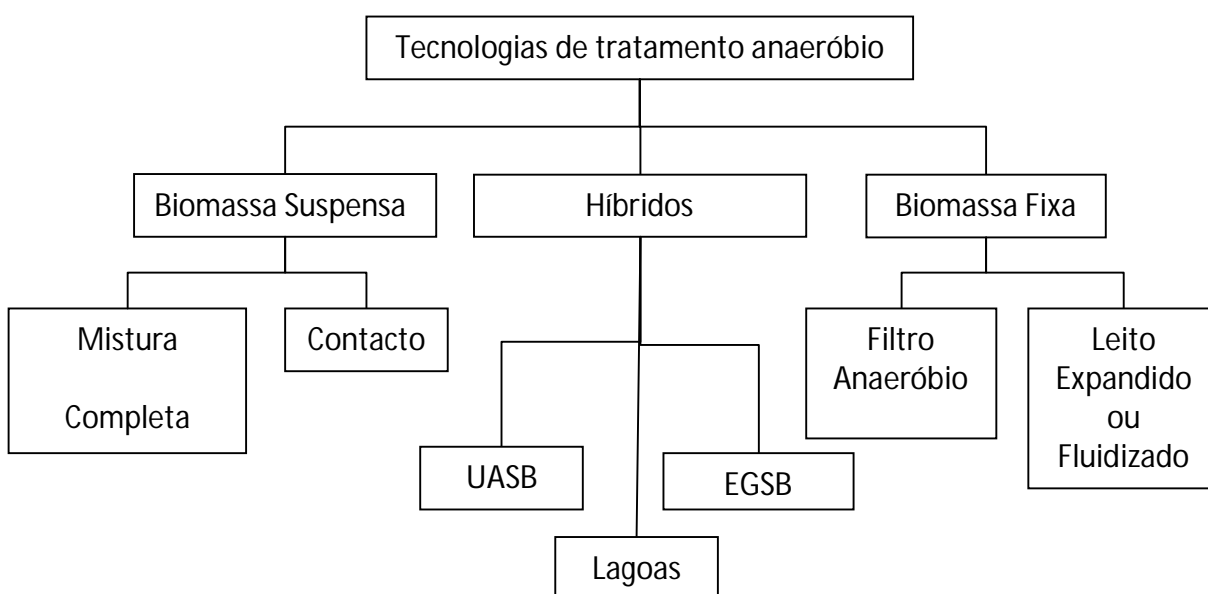 Tecnologias de tratamento anaeróbio
Biomassa Suspensa
Híbridos
Biomassa Fixa
Mistura
Completa
Contacto
Filtro
Anaeróbio
Leito
Expandido
ou
Fluidizado
UASB
EGSB
Lagoas